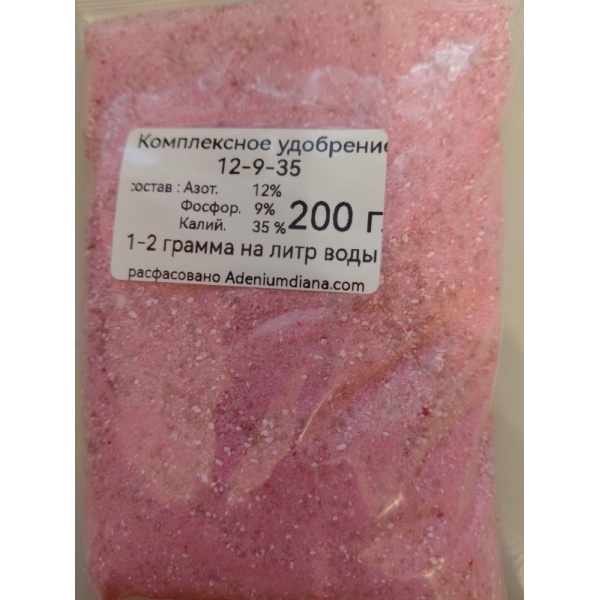 Комплексное удобрение
12-9-35
состав : Азот. 12%
Фосфор. 9%
Калий. 35 %
200 г.
1-2 грамма на литр воды
расфасовано Adeniumdiana.com